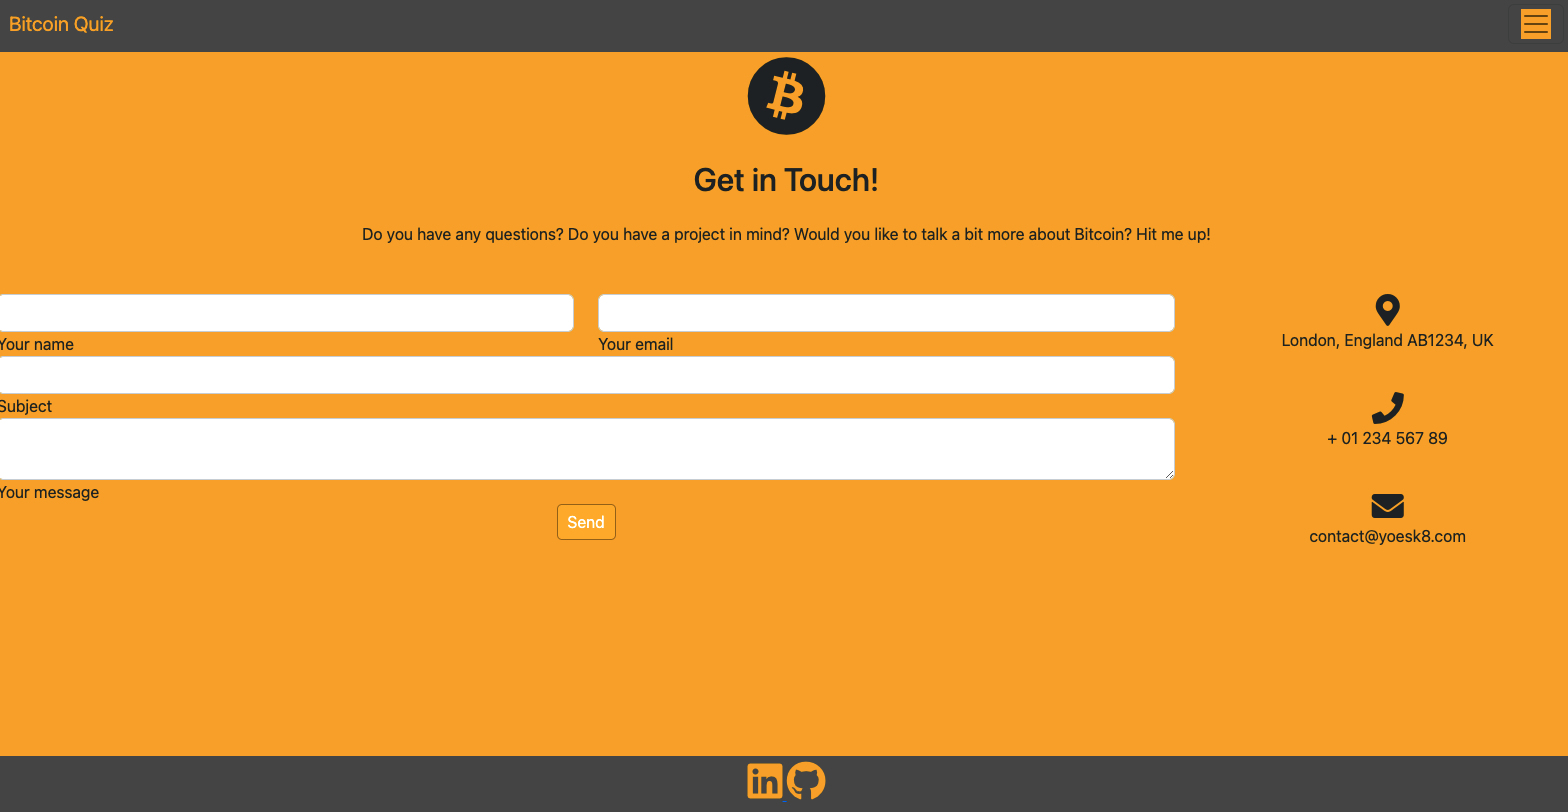 Bitcoin Quiz
Get in Touch!
Do you have any questions? Do you have a project in mind? Would you like to talk a bit more about Bitcoin? Hit me up!
Your name
Your email
Subject
Your message
Send
London, England AB1234, UK
+ 01 234 567 89
contact@yoesk8.com
in